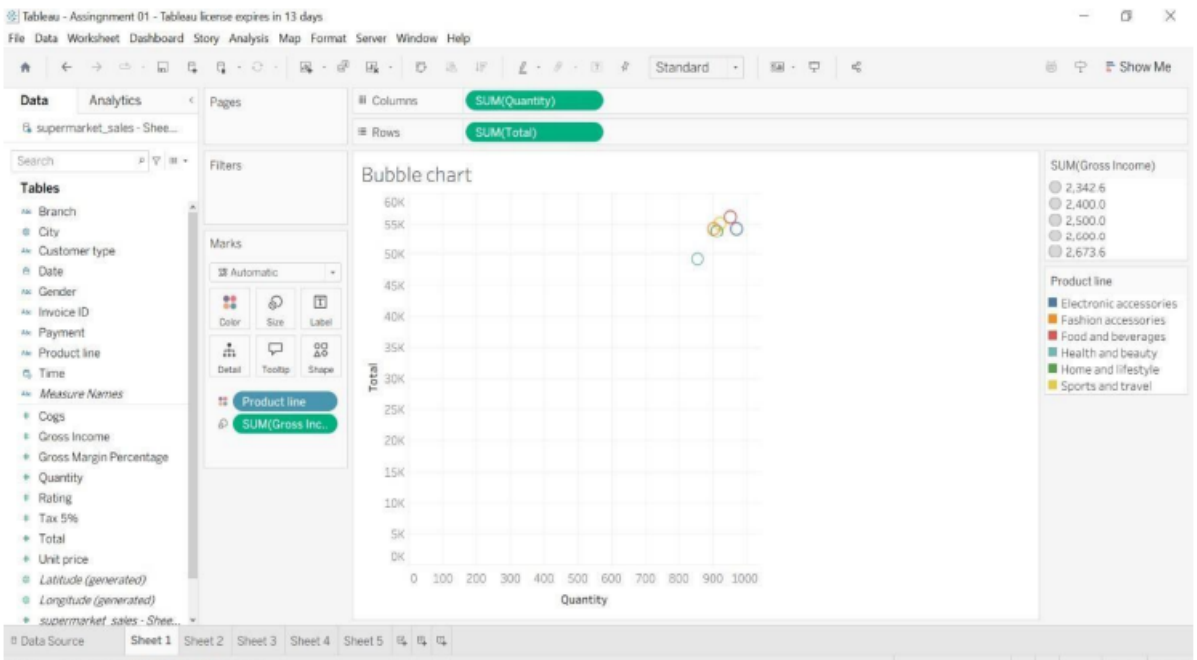 Tableau - Assingnment 01 - Tableau license expires in 13 days
File Data Worksheet Dashboard Story Analysis Map Format Server Window Help
Standard
Show Me
Data Analytics
supermarket_sales - Shee...
Search
Tables
Abc Branch
City
Abc Customer type
Date
Abc Gender
Abc Invoice ID
Abc Payment
Abc Product line
Time
Abc Measure Names
Cogs
Gross Income
Gross Margin Percentage
Quantity
Rating
Tax 5%
Total
Unit price
Latitude (generated)
Longitude (generated)
supermarket_sales - Shee...
Pages
Filters
Marks
Automatic
Color Size Label
Detail Tooltip Shape
Product line
SUM(Gross Inc..
Columns SUM(Quantity)
Rows SUM(Total)
Bubble chart
60K
55K
50K
45K
40K
35K
30K
25K
20K
15K
10K
5K
0K
Total
0 100 200 300 400 500 600 700 800 900 1000
Quantity
SUM(Gross Income)
2,342.6
2,400.0
2,500.0
2,600.0
2,673.6
Product line
Electronic accessories
Fashion accessories
Food and beverages
Health and beauty
Home and lifestyle
Sports and travel
Data Source Sheet 1 Sheet 2 Sheet 3 Sheet 4 Sheet 5